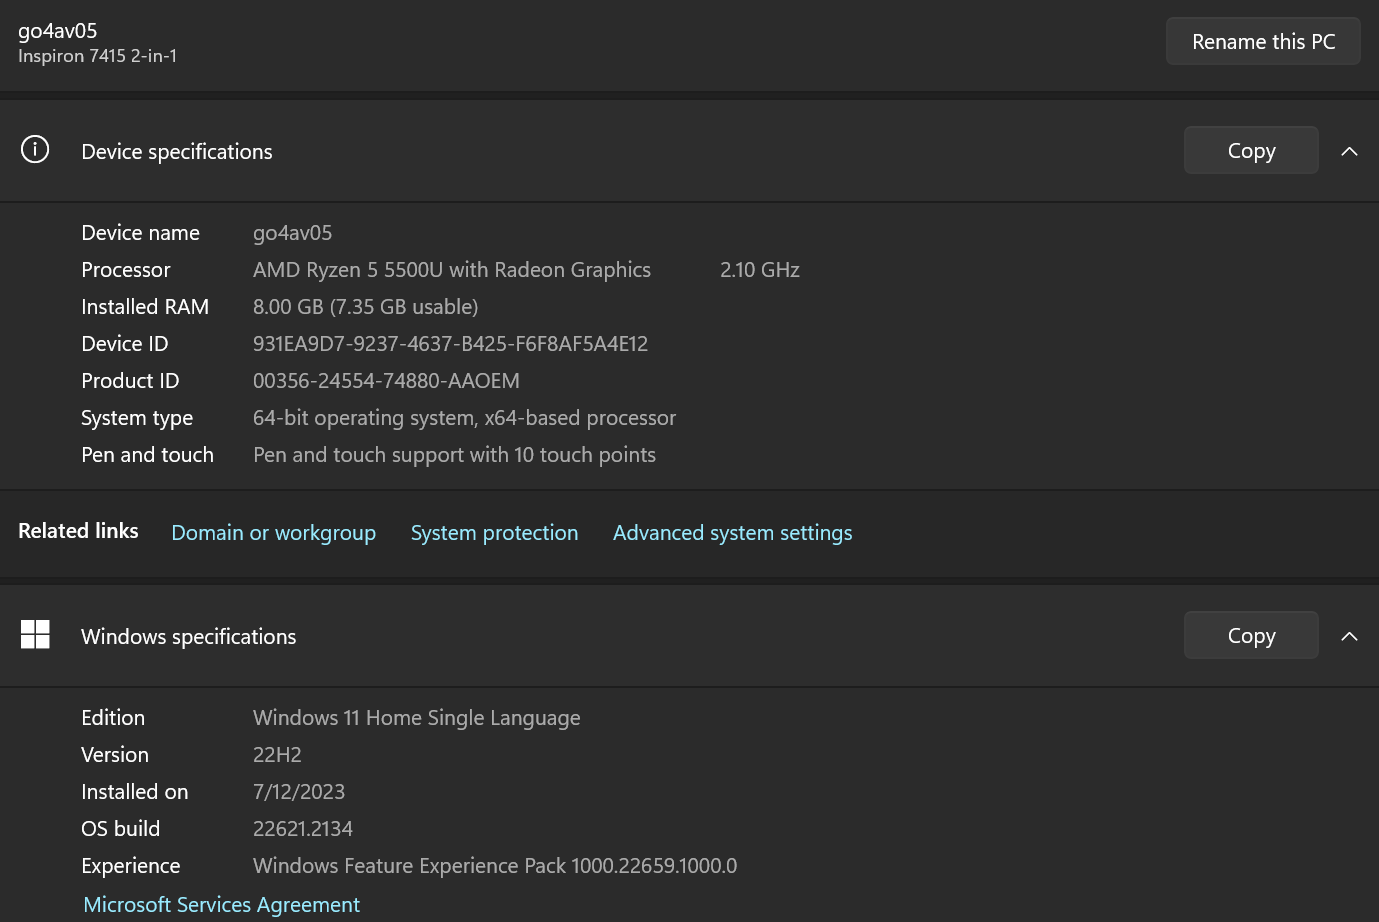 go4av05
Inspiron 7415 2-in-1
Rename this PC
Device specifications
Copy
Device name go4av05
Processor AMD Ryzen 5 5500U with Radeon Graphics 2.10 GHz
Installed RAM 8.00 GB (7.35 GB usable)
Device ID 931EA9D7-9237-4637-B425-F6F8AF5A4E12
Product ID 00356-24554-74880-AAOEM
System type 64-bit operating system, x64-based processor
Pen and touch Pen and touch support with 10 touch points
Related links Domain or workgroup System protection Advanced system settings
Windows specifications
Copy
Edition Windows 11 Home Single Language
Version 22H2
Installed on 7/12/2023
OS build 22621.2134
Experience Windows Feature Experience Pack 1000.22659.1000.0
Microsoft Services Agreement